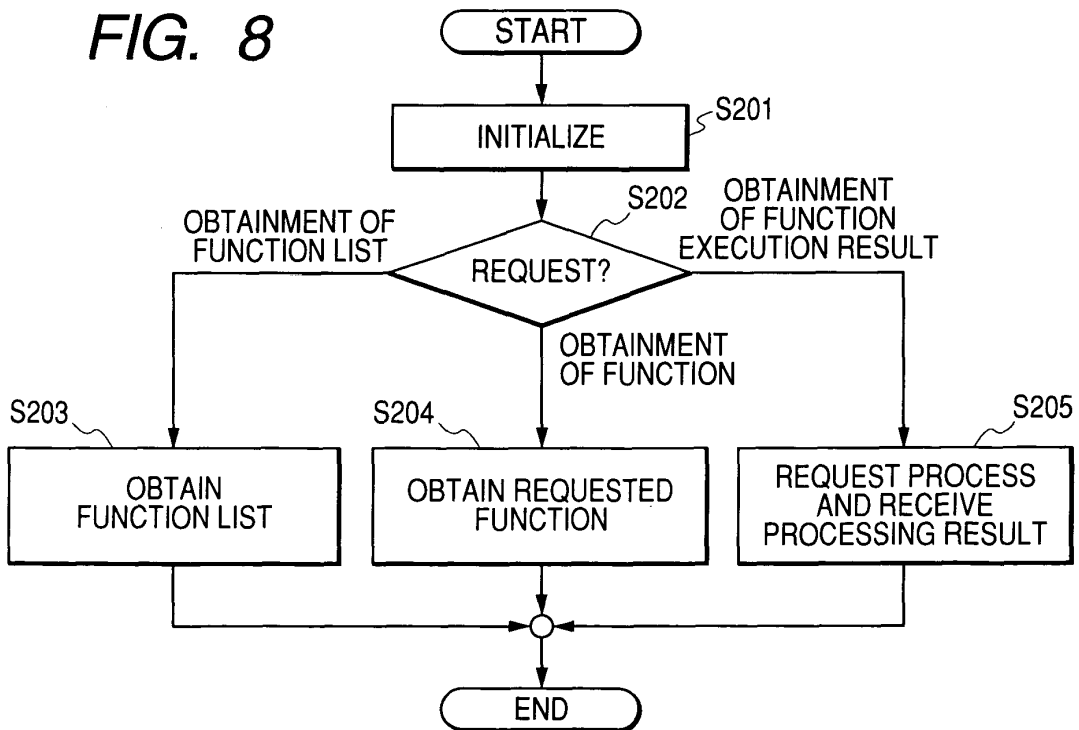 FIG. 8
START
INITIALIZE
S201
S202
REQUEST?
OBTAINMENT OF
FUNCTION LIST
OBTAINMENT
OF FUNCTION
EXECUTION RESULT
OBTAINMENT
OF FUNCTION
S203
OBTAIN
FUNCTION LIST
S204
OBTAIN REQUESTED
FUNCTION
S205
REQUEST PROCESS
AND RECEIVE
PROCESSING RESULT
END